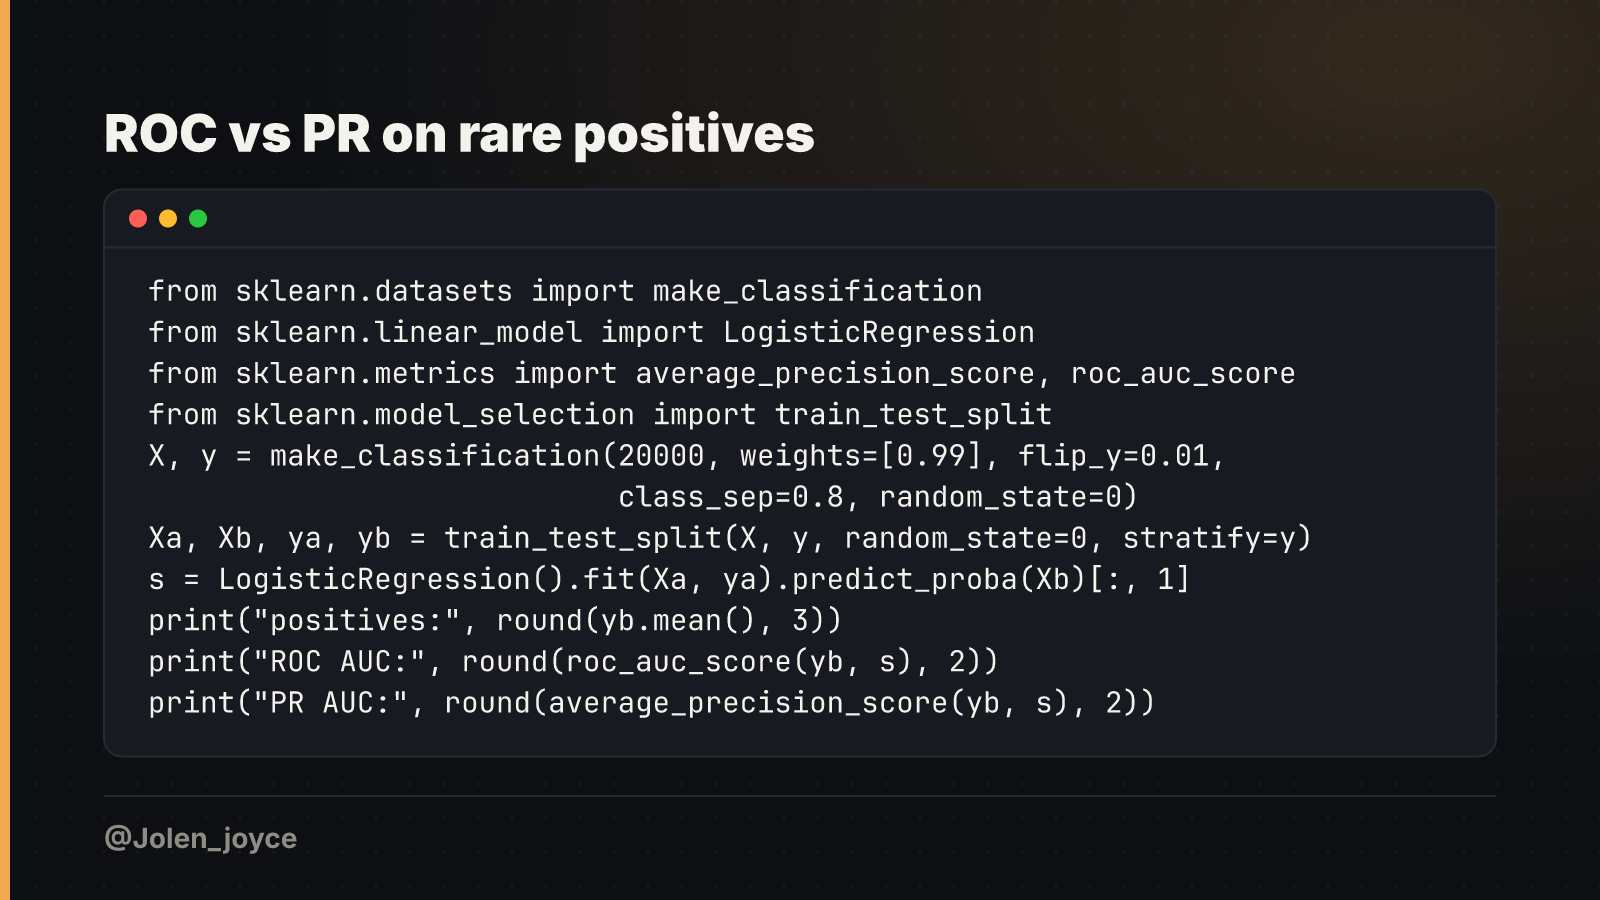 ROC vs PR on rare positives
from sklearn.datasets import make_classification
from sklearn.linear_model import LogisticRegression
from sklearn.metrics import average_precision_score, roc_auc_score
from sklearn.model_selection import train_test_split
X, y = make_classification(20000, weights=[0.99], flip_y=0.01,
                           class_sep=0.8, random_state=0)
Xa, Xb, ya, yb = train_test_split(X, y, random_state=0, stratify=y)
s = LogisticRegression().fit(Xa, ya).predict_proba(Xb)[:, 1]
print("positives:", round(yb.mean(), 3))
print("ROC AUC:", round(roc_auc_score(yb, s), 2))
print("PR AUC:", round(average_precision_score(yb, s), 2))
@Jolen_joyce